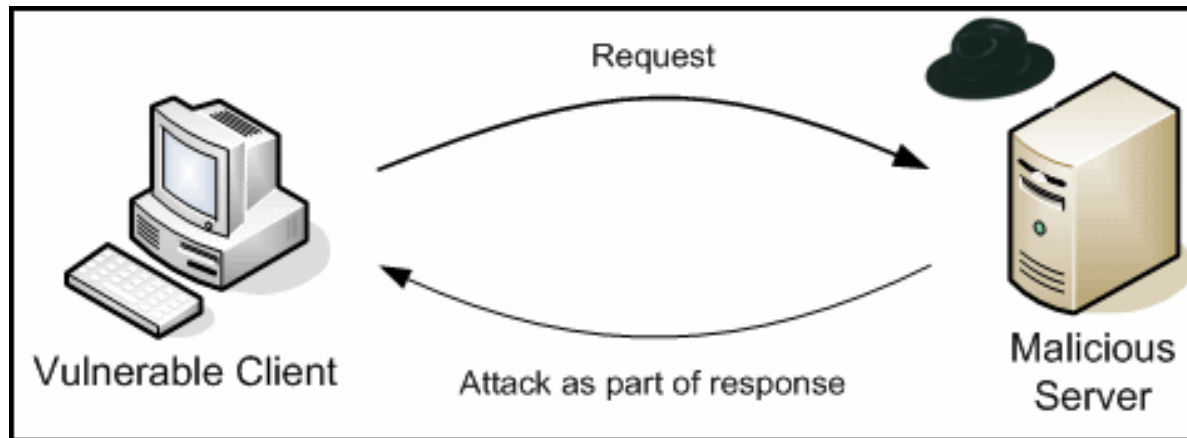 Request
Vulnerable Client
Attack as part of response
Malicious
Server